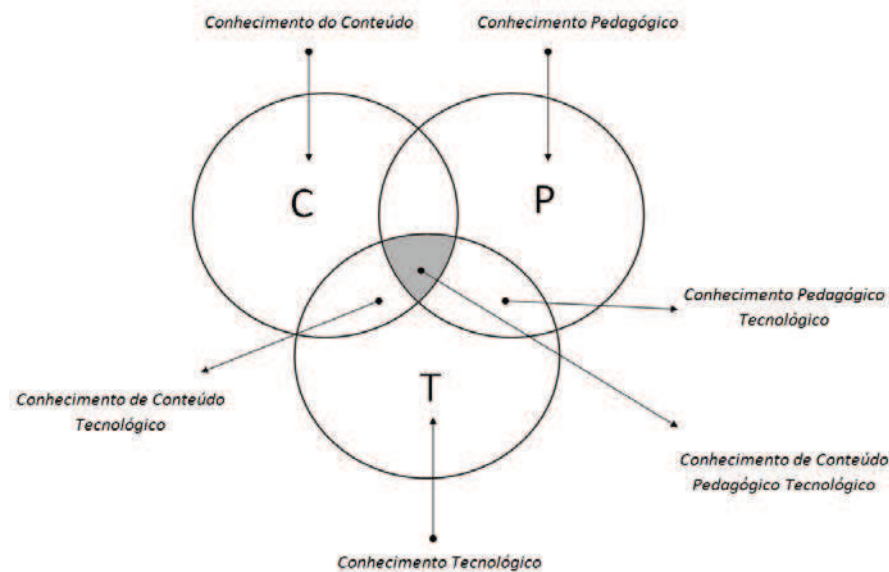 Conhecimento do Conteúdo
Conhecimento Pedagógico
C
P
Conhecimento Pedagógico
Tecnológico
T
Conhecimento de Conteúdo
Tecnológico
Conhecimento de Conteúdo
Pedagógico Tecnológico
Conhecimento Tecnológico